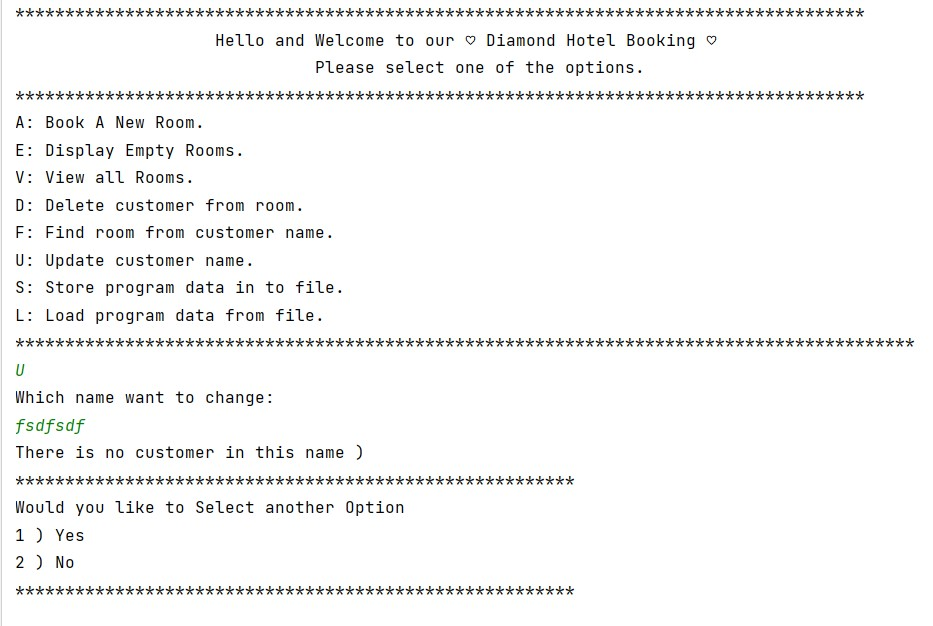 *************************************************************************************
Hello and Welcome to our ♡ Diamond Hotel Booking ♡
Please select one of the options.
*************************************************************************************
A: Book A New Room.
E: Display Empty Rooms.
V: View all Rooms.
D: Delete customer from room.
F: Find room from customer name.
U: Update customer name.
S: Store program data in to file.
L: Load program data from file.
******************************************************************************************
U
Which name want to change:
fsdfsdf
There is no customer in this name )
********************************************************
Would you like to Select another Option
1 ) Yes
2 ) No
********************************************************